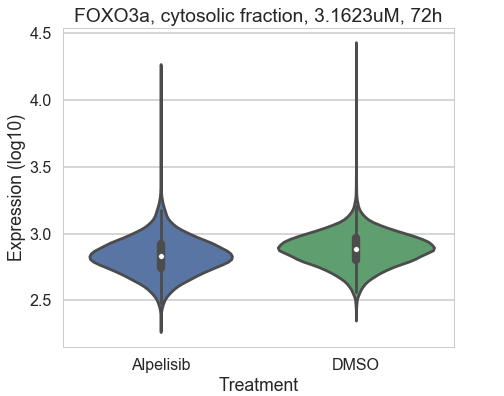 FOXO3a, cytosolic fraction, 3.1623uM, 72h
4.5
4.0
3.5
3.0
2.5
Expression (log10)
Alpelisib
DMSO
Treatment